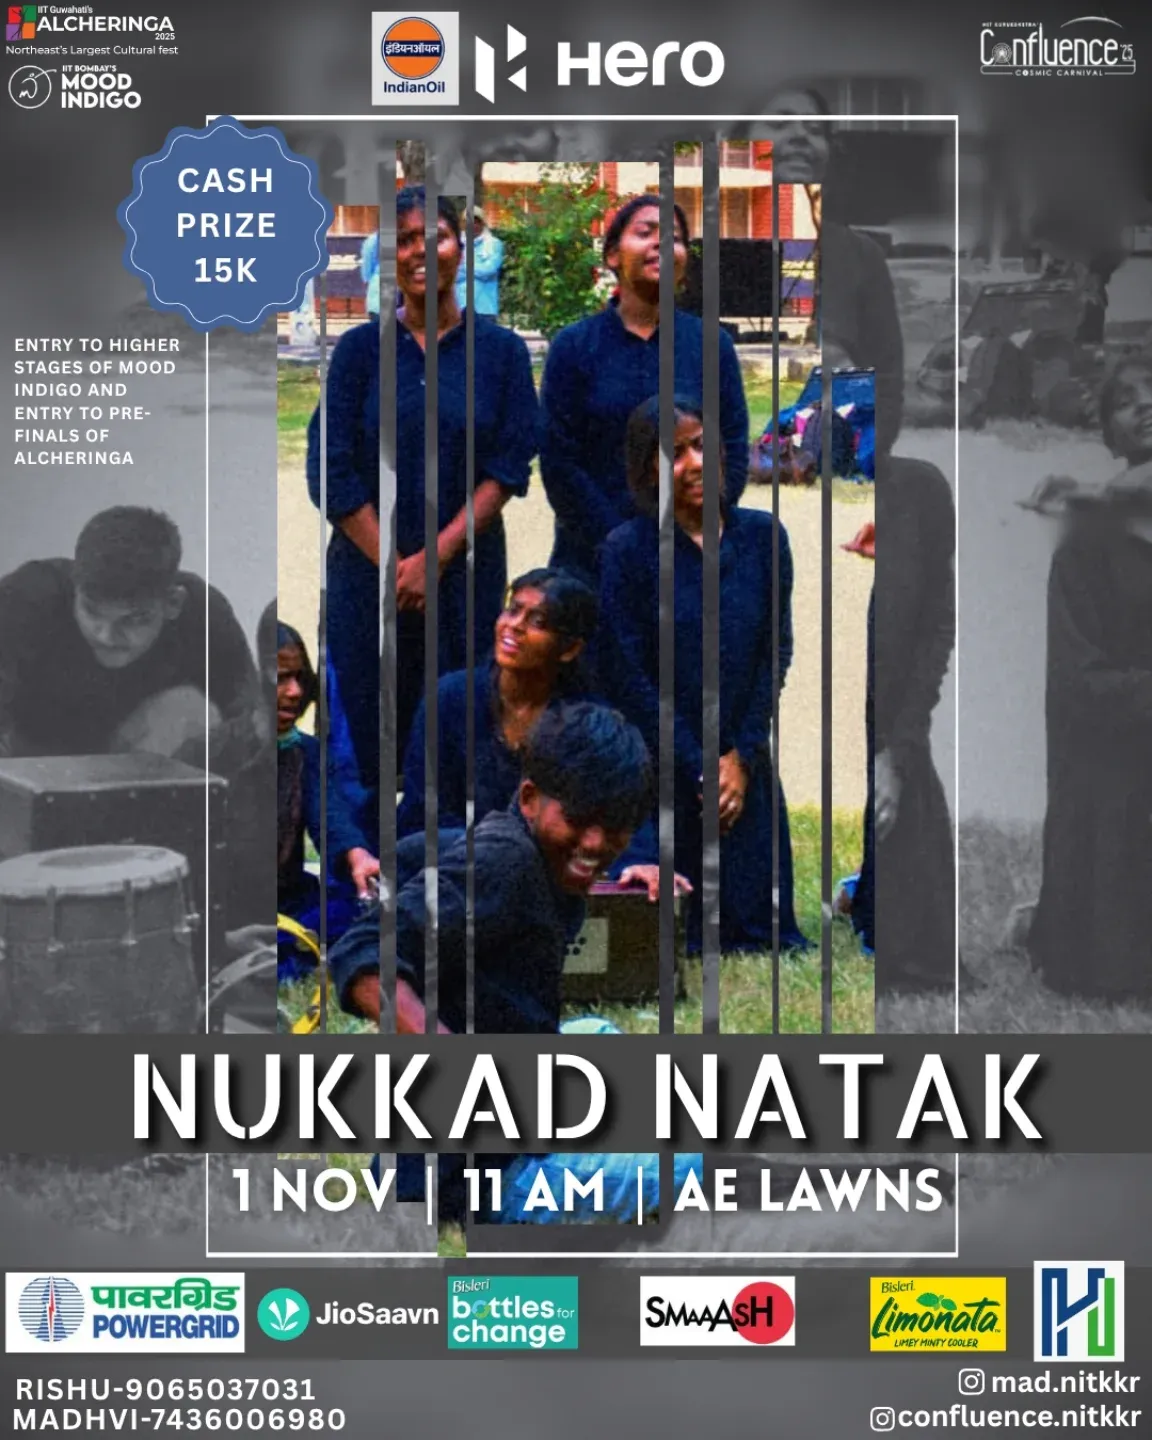 IIT Guwahati's
ALCHERINGA
2025
Northeast's Largest Cultural fest
IIT BOMBAY'S
MOOD
INDIGO
इंडियनऑयल
IndianOil
Hero
NIT KURUKSHETRA'S
Confluence '25
COSMIC CARNIVAL
CASH
PRIZE
15K
ENTRY TO HIGHER
STAGES OF MOOD
INDIGO AND
ENTRY TO PRE-
FINALS OF
ALCHERINGA
NUKKAD NATAK
1 NOV | 11 AM | AE LAWNS
पावरग्रिड
POWERGRID
JioSaavn
Bisleri
bottles for
change
SMAAASH
Bisleri
Limonata
LIMEY MINTY COOLER
RISHU-9065037031
MADHVI-7436006980
mad.nitkkr
confluence.nitkkr